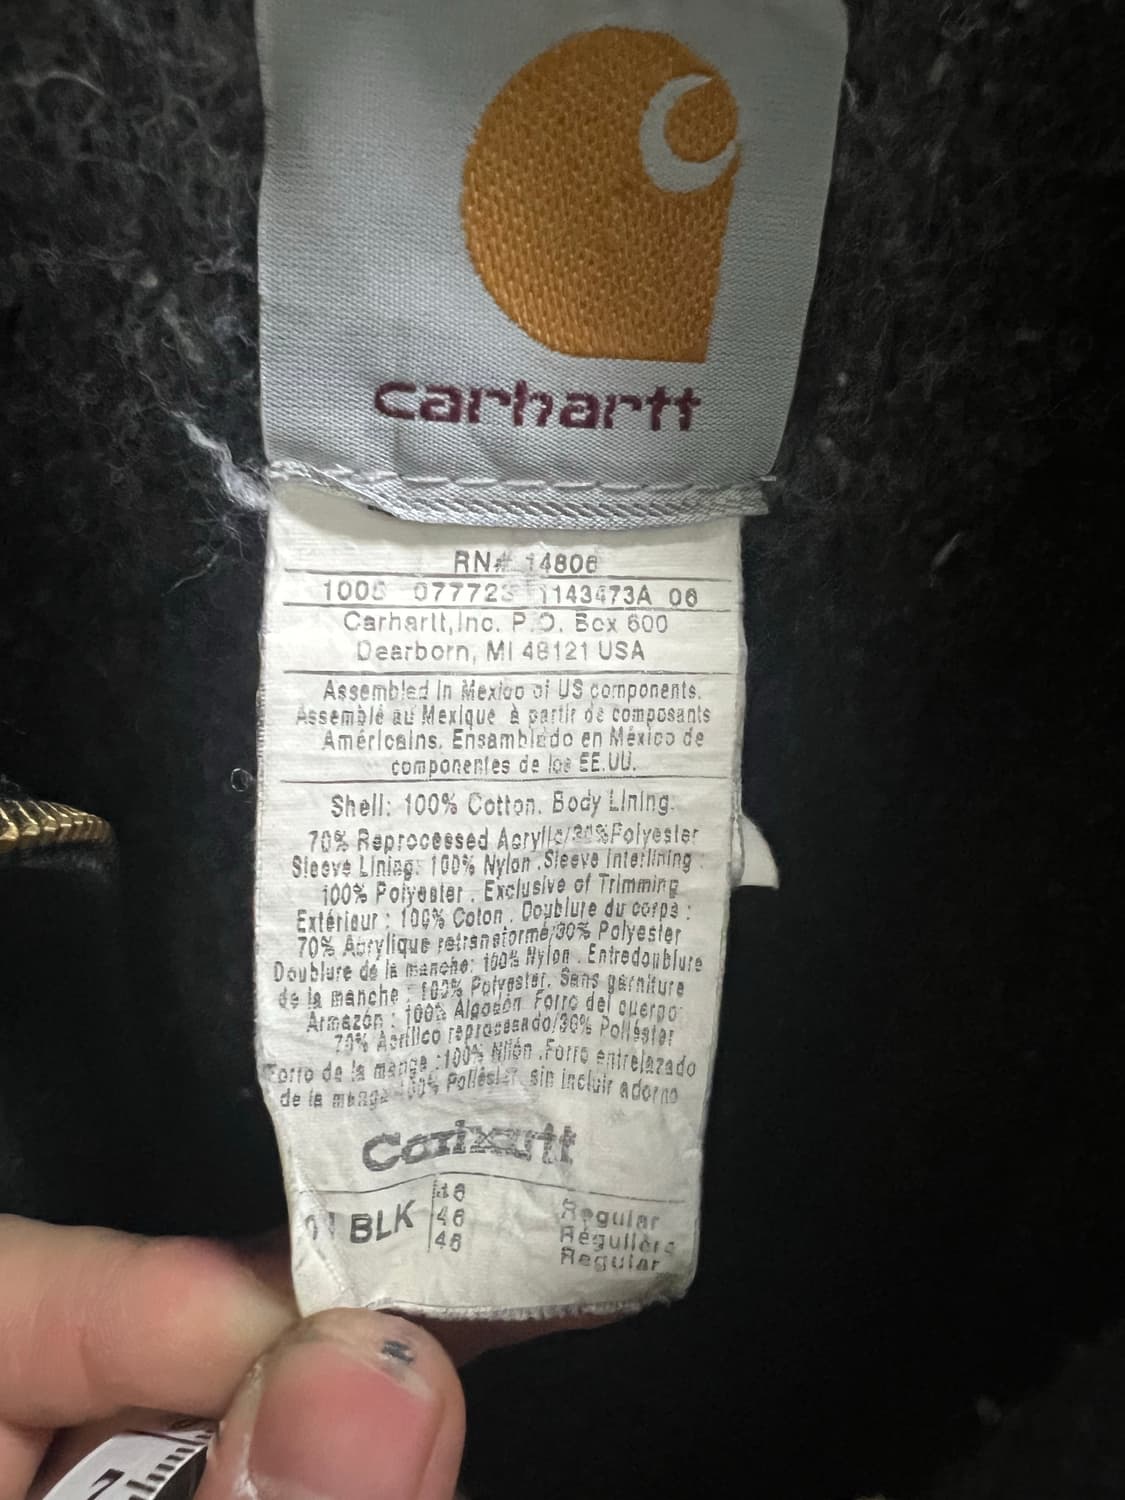 carhartt
RN# 14806
077723 1143473A 06
Carhartt, Inc. P.O. Box 600
Dearborn, MI 48121 USA
Assembled in Mexico of US components.
Assemblé au Mexique à partir de composants
Américains. Ensamblado en México de
componentes de los EE.UU.
Shell: 100% Cotton. Body Lining:
70% Reprocessed Acrylic/30%Polyester
Sleeve Lining: 100% Nylon. Sleeve Interlining :
100% Polyester. Exclusive of Trimming
Extérieur : 100% Coton. Doublure du corps :
70% Acrylique retransformé/30% Polyester
Doublure de la manche: 100% Nylon. Entredoublure
de la manche : 100% Polyester. Sans garniture
Armazón : 100% Algodón Forro del cuerpo
70% Acrílico reprocesando/30% Poliéster
Forro de la manga :100% Nilón .Forro entrelazado
de la manga 100% Poliéster sin incluir adorno
Carhartt
BLK
46 Regular
46 Régulière
46 Regular